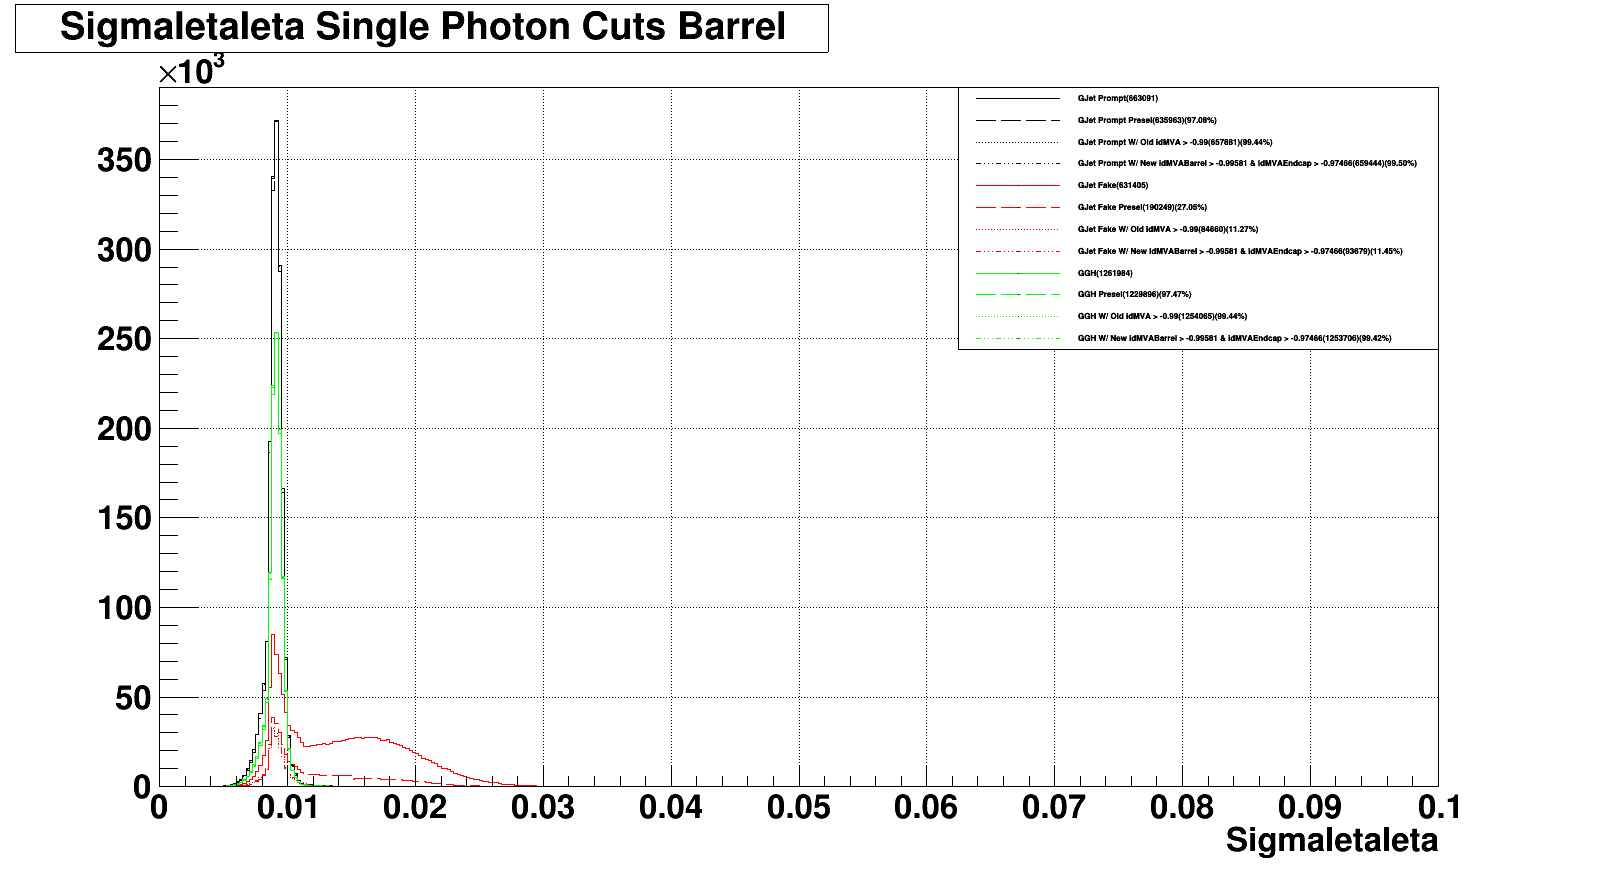 Sigmaletaleta Single Photon Cuts Barrel
×10³
GJet Prompt(663091)
GJet Prompt Presel(635963)(97.08%)
GJet Prompt W/ Old idMVA > -0.99(657881)(99.44%)
GJet Prompt W/ New idMVABarrel > -0.99581 & idMVAEndcap > -0.97466(659444)(99.50%)
GJet Fake(631405)
GJet Fake Presel(190249)(27.05%)
GJet Fake W/ Old idMVA > -0.99(84660)(11.27%)
GJet Fake W/ New idMVABarrel > -0.99581 & idMVAEndcap > -0.97466(93679)(11.45%)
GGH(1261984)
GGH Presel(1229896)(97.47%)
GGH W/ Old idMVA > -0.99(1254065)(99.44%)
GGH W/ New idMVABarrel > -0.99581 & idMVAEndcap > -0.97466(1253706)(99.42%)
350
300
250
200
150
100
50
0
0 0.01 0.02 0.03 0.04 0.05 0.06 0.07 0.08 0.09 0.1
Sigmaletaleta